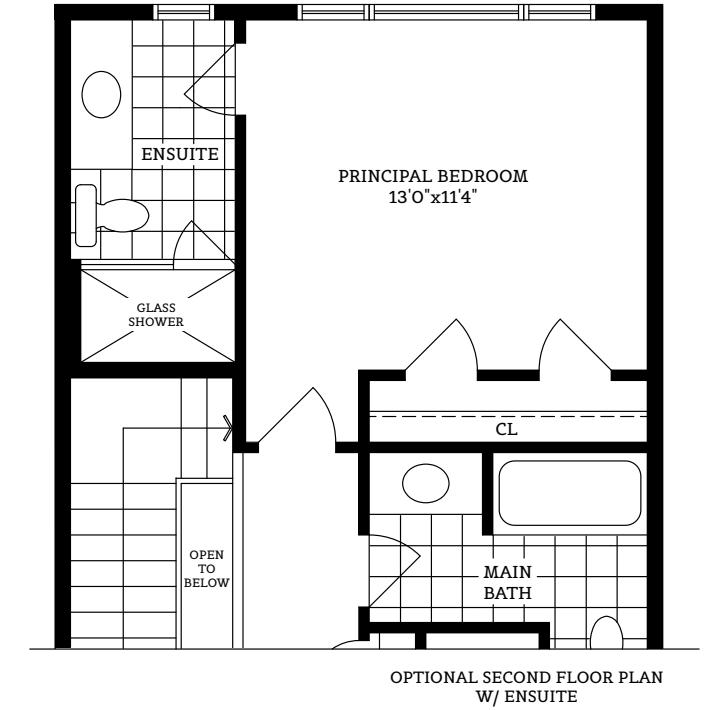 ENSUITE
PRINCIPAL BEDROOM
13'0"x11'4"
GLASS
SHOWER
CL
OPEN
TO
BELOW
MAIN
BATH
OPTIONAL SECOND FLOOR PLAN
W/ ENSUITE